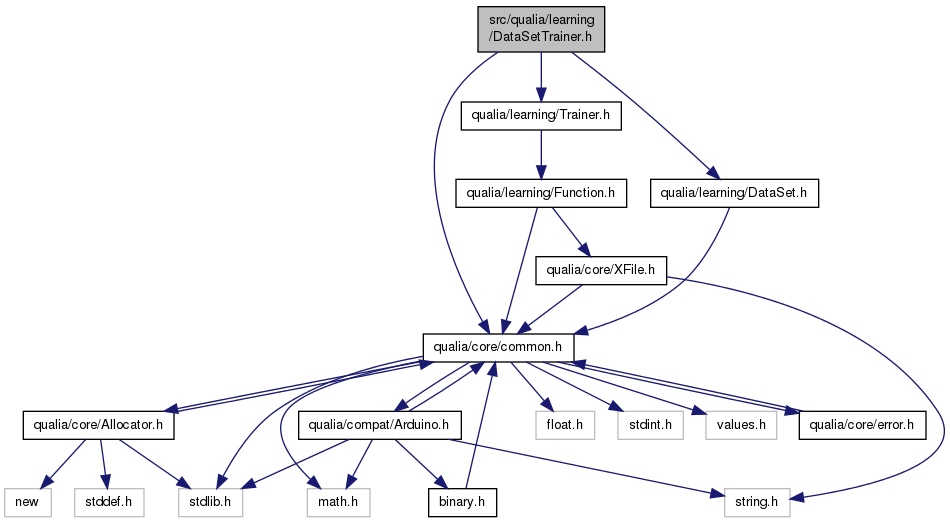 src/qualia/learning
/DataSetTrainer.h
qualia/learning/Trainer.h
qualia/learning/Function.h
qualia/learning/DataSet.h
qualia/core/XFile.h
qualia/core/common.h
qualia/core/Allocator.h
qualia/compat/Arduino.h
float.h
stdint.h
values.h
qualia/core/error.h
new
stddef.h
stdlib.h
math.h
binary.h
string.h